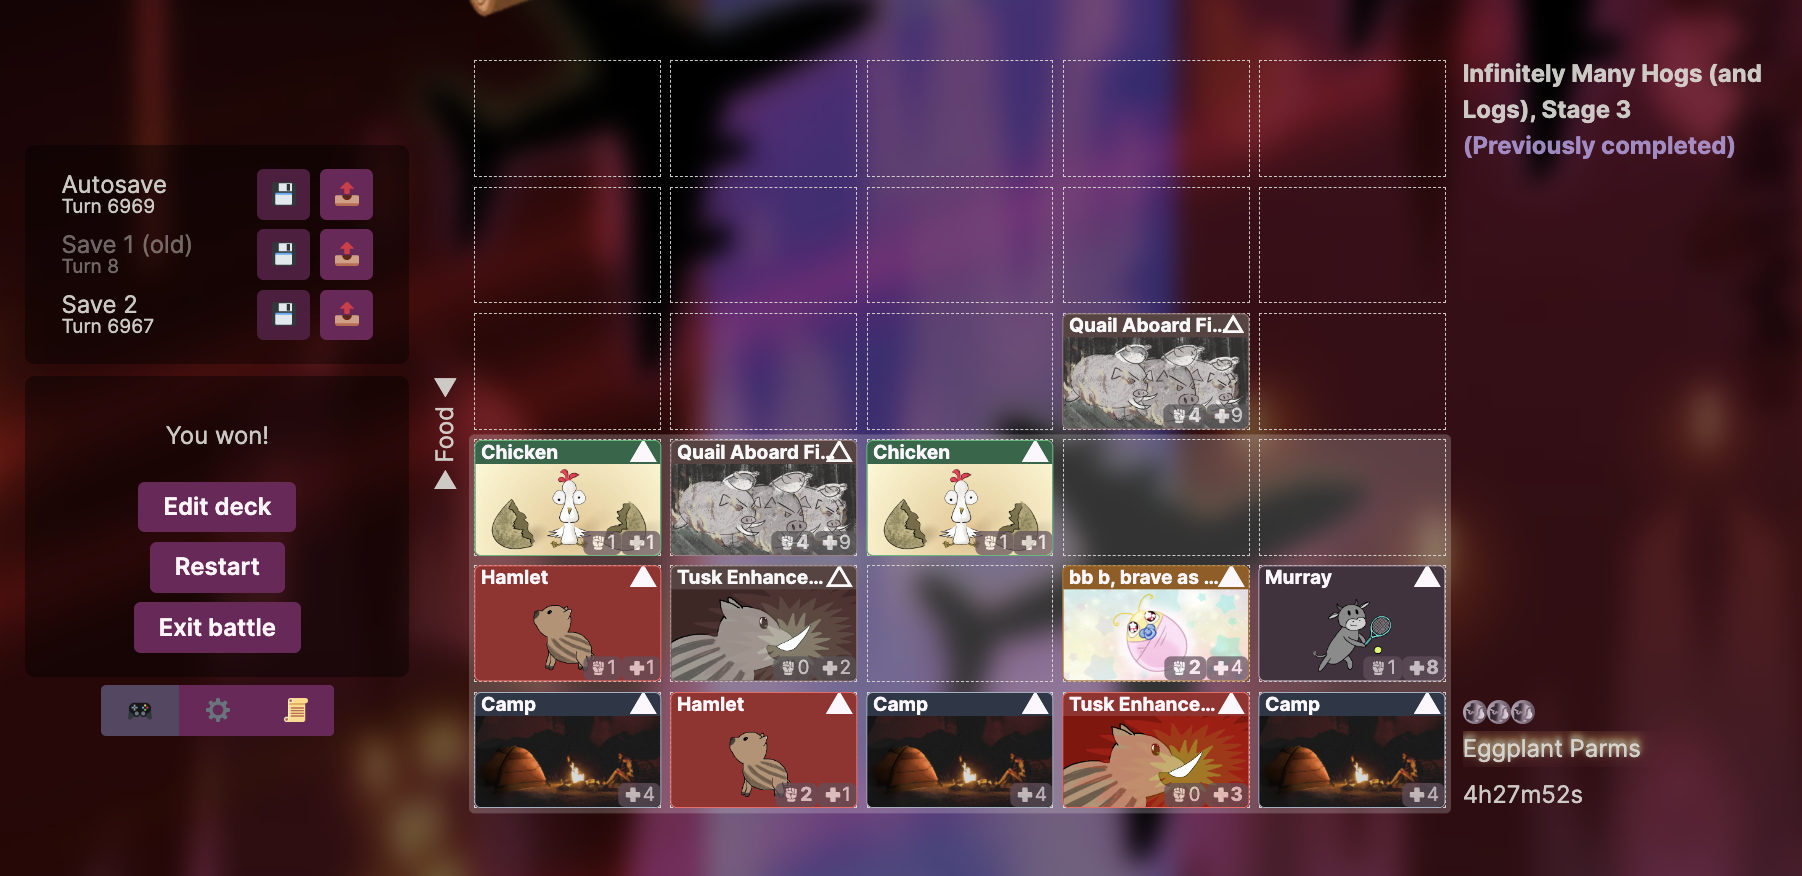 Infinitely Many Hogs (and
Logs), Stage 3
(Previously completed)
Autosave
Turn 6969
Save 1 (old)
Turn 8
Save 2
Turn 6967
You won!
Edit deck
Restart
Exit battle
Food
Quail Aboard Fi...
4 9
Chicken
1 1
Quail Aboard Fi...
4 9
Chicken
1 1
Hamlet
1 1
Tusk Enhance...
0 2
bb b, brave as ...
2 4
Murray
1 8
Camp
4
Hamlet
2 1
Camp
4
Tusk Enhance...
0 3
Camp
4
Eggplant Parms
4h27m52s